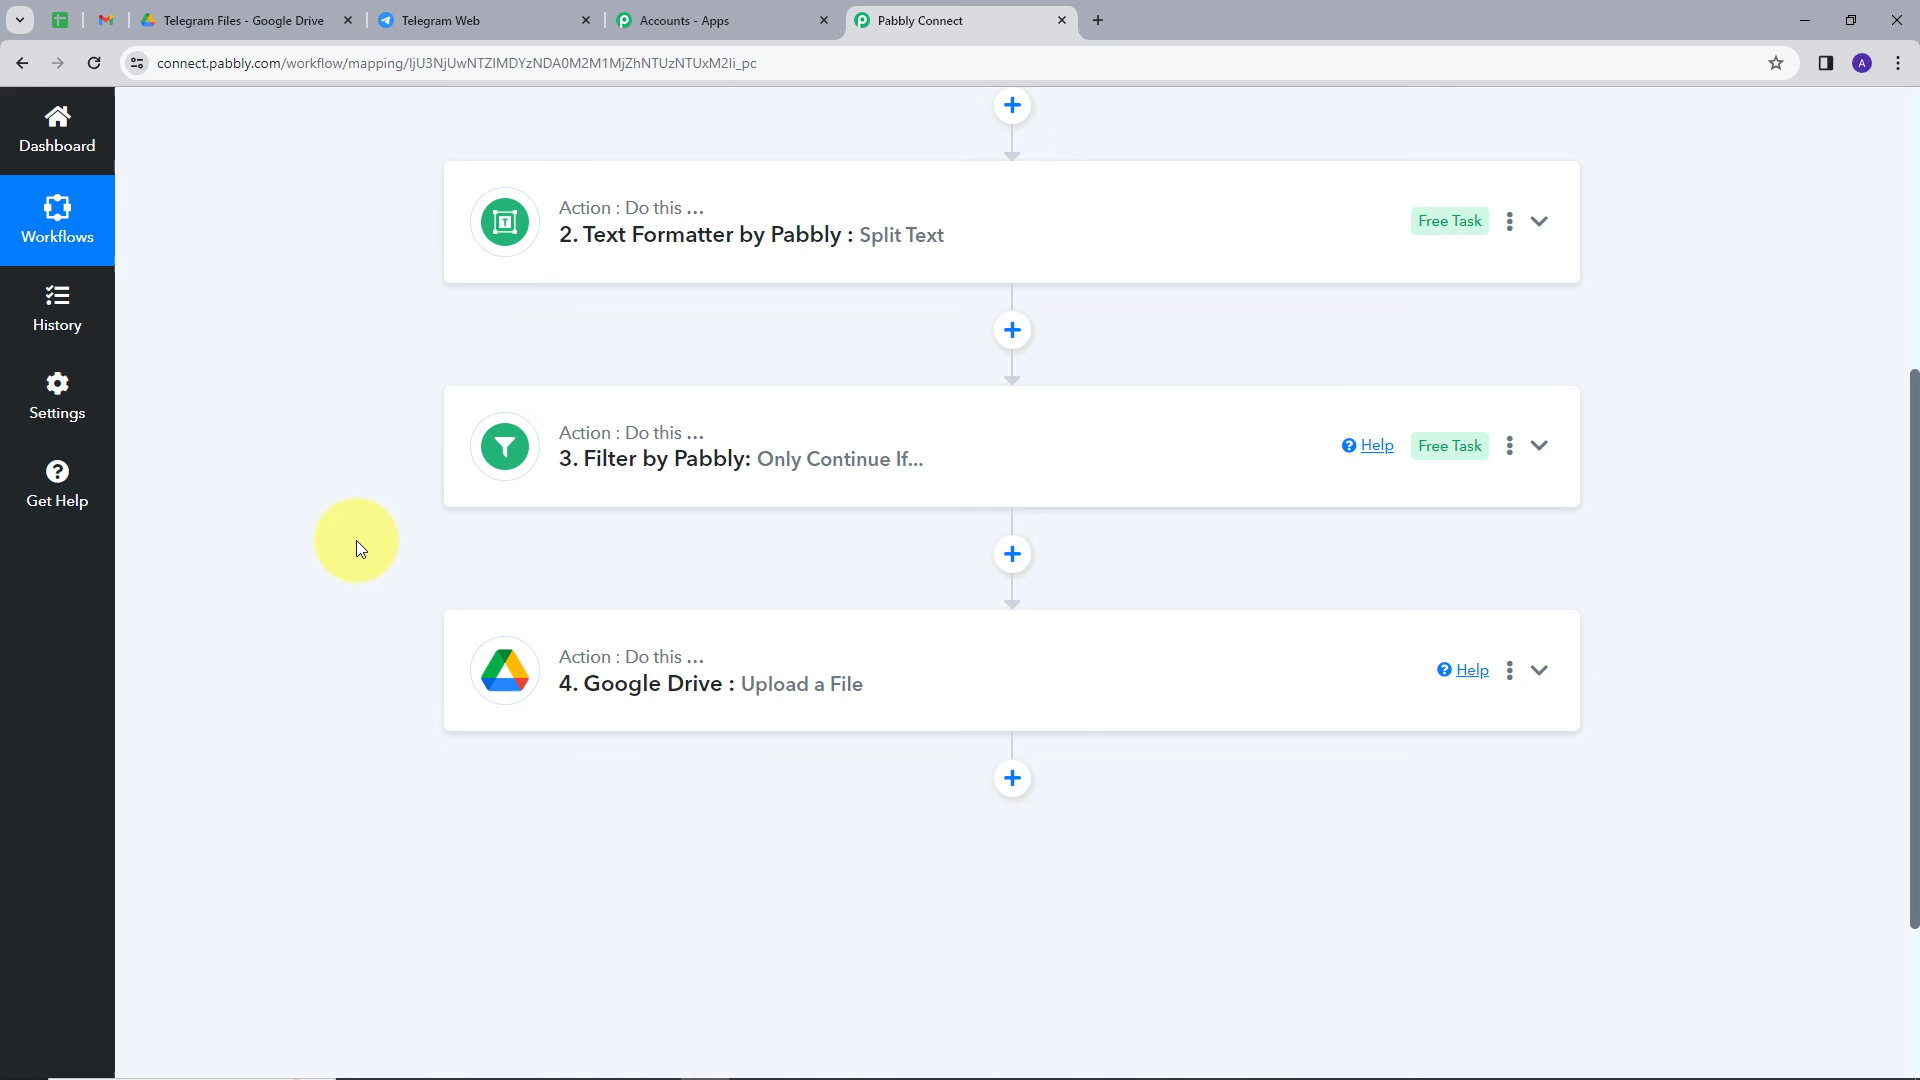 Telegram Files - Google Drive
Telegram Web
Accounts - Apps
Pabbly Connect
connect.pabbly.com/workflow/mapping/IjU3NjUwNTZlMDYzNDA0M2M1MjZhNTUzNTUxM2Ii_pc
A
Dashboard
Workflows
History
Settings
Get Help
Action : Do this ...
2. Text Formatter by Pabbly : Split Text
Free Task
Action : Do this ...
3. Filter by Pabbly: Only Continue If...
Help
Free Task
Action : Do this ...
4. Google Drive : Upload a File
Help